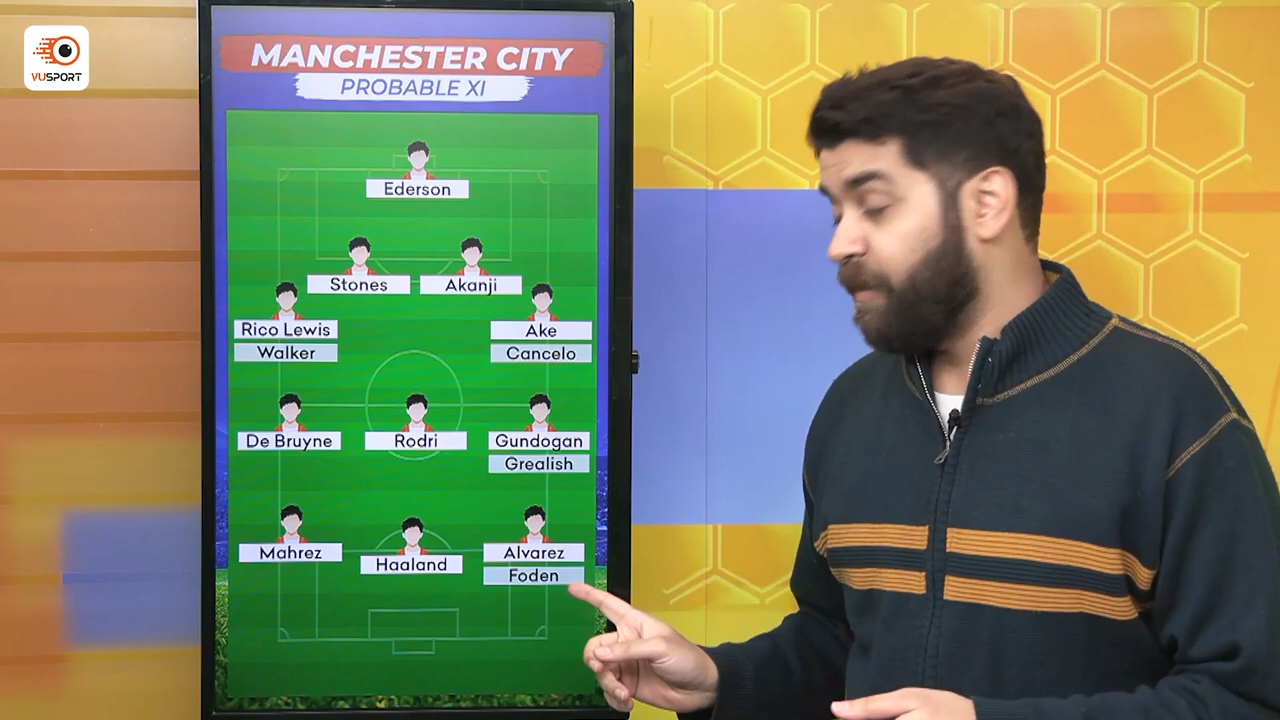 VUSPORT
MANCHESTER CITY
PROBABLE XI
Ederson
Stones
Akanji
Rico Lewis
Walker
Ake
Cancelo
De Bruyne
Rodri
Gundogan
Grealish
Mahrez
Haaland
Alvarez
Foden